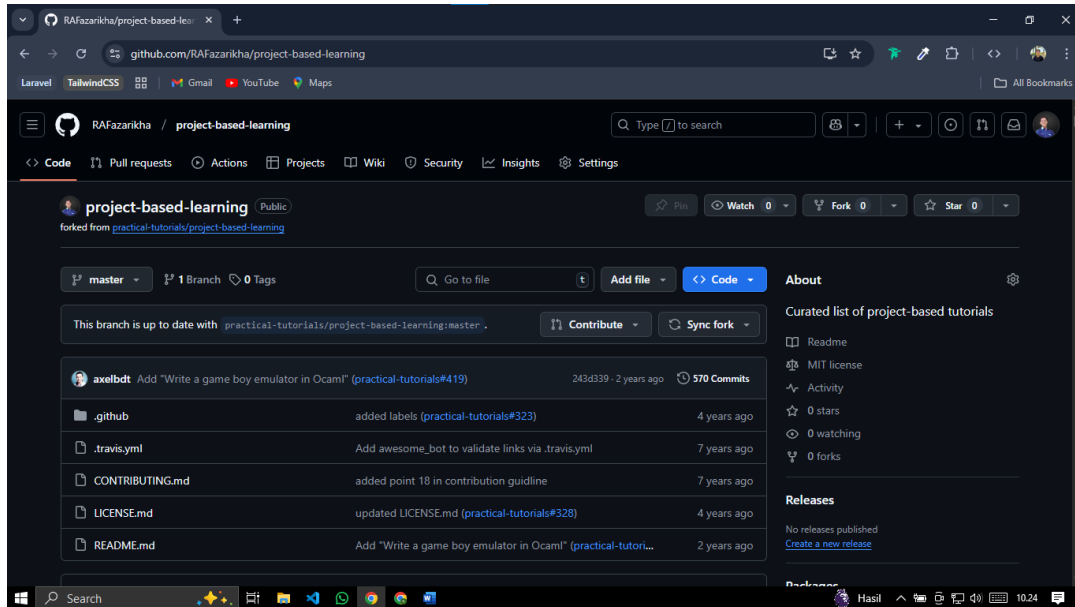 RAFazarikha/project-based-lear
github.com/RAFazarikha/project-based-learning
Laravel TailwindCSS Gmail YouTube Maps All Bookmarks
RAFazarikha / project-based-learning Type / to search
Code Pull requests Actions Projects Wiki Security Insights Settings
project-based-learning Public Pin Watch 0 Fork 0 Star 0
forked from practical-tutorials/project-based-learning
master 1 Branch 0 Tags Go to file t Add file Code About
Curated list of project-based tutorials
This branch is up to date with practical-tutorials/project-based-learning:master . Contribute Sync fork
Readme
MIT license
axelbdt Add "Write a game boy emulator in Ocaml" (practical-tutorials#419) 243d339 · 2 years ago 570 Commits
Activity
0 stars
.github added labels (practical-tutorials#323) 4 years ago
0 watching
.travis.yml Add awesome_bot to validate links via .travis.yml 7 years ago
0 forks
CONTRIBUTING.md added point 18 in contribution guidline 7 years ago
Releases
LICENSE.md updated LICENSE.md (practical-tutorials#328) 4 years ago
No releases published
Create a new release
README.md Add "Write a game boy emulator in Ocaml" (practical-tutori... 2 years ago
Packages
Search Hasil 10.24